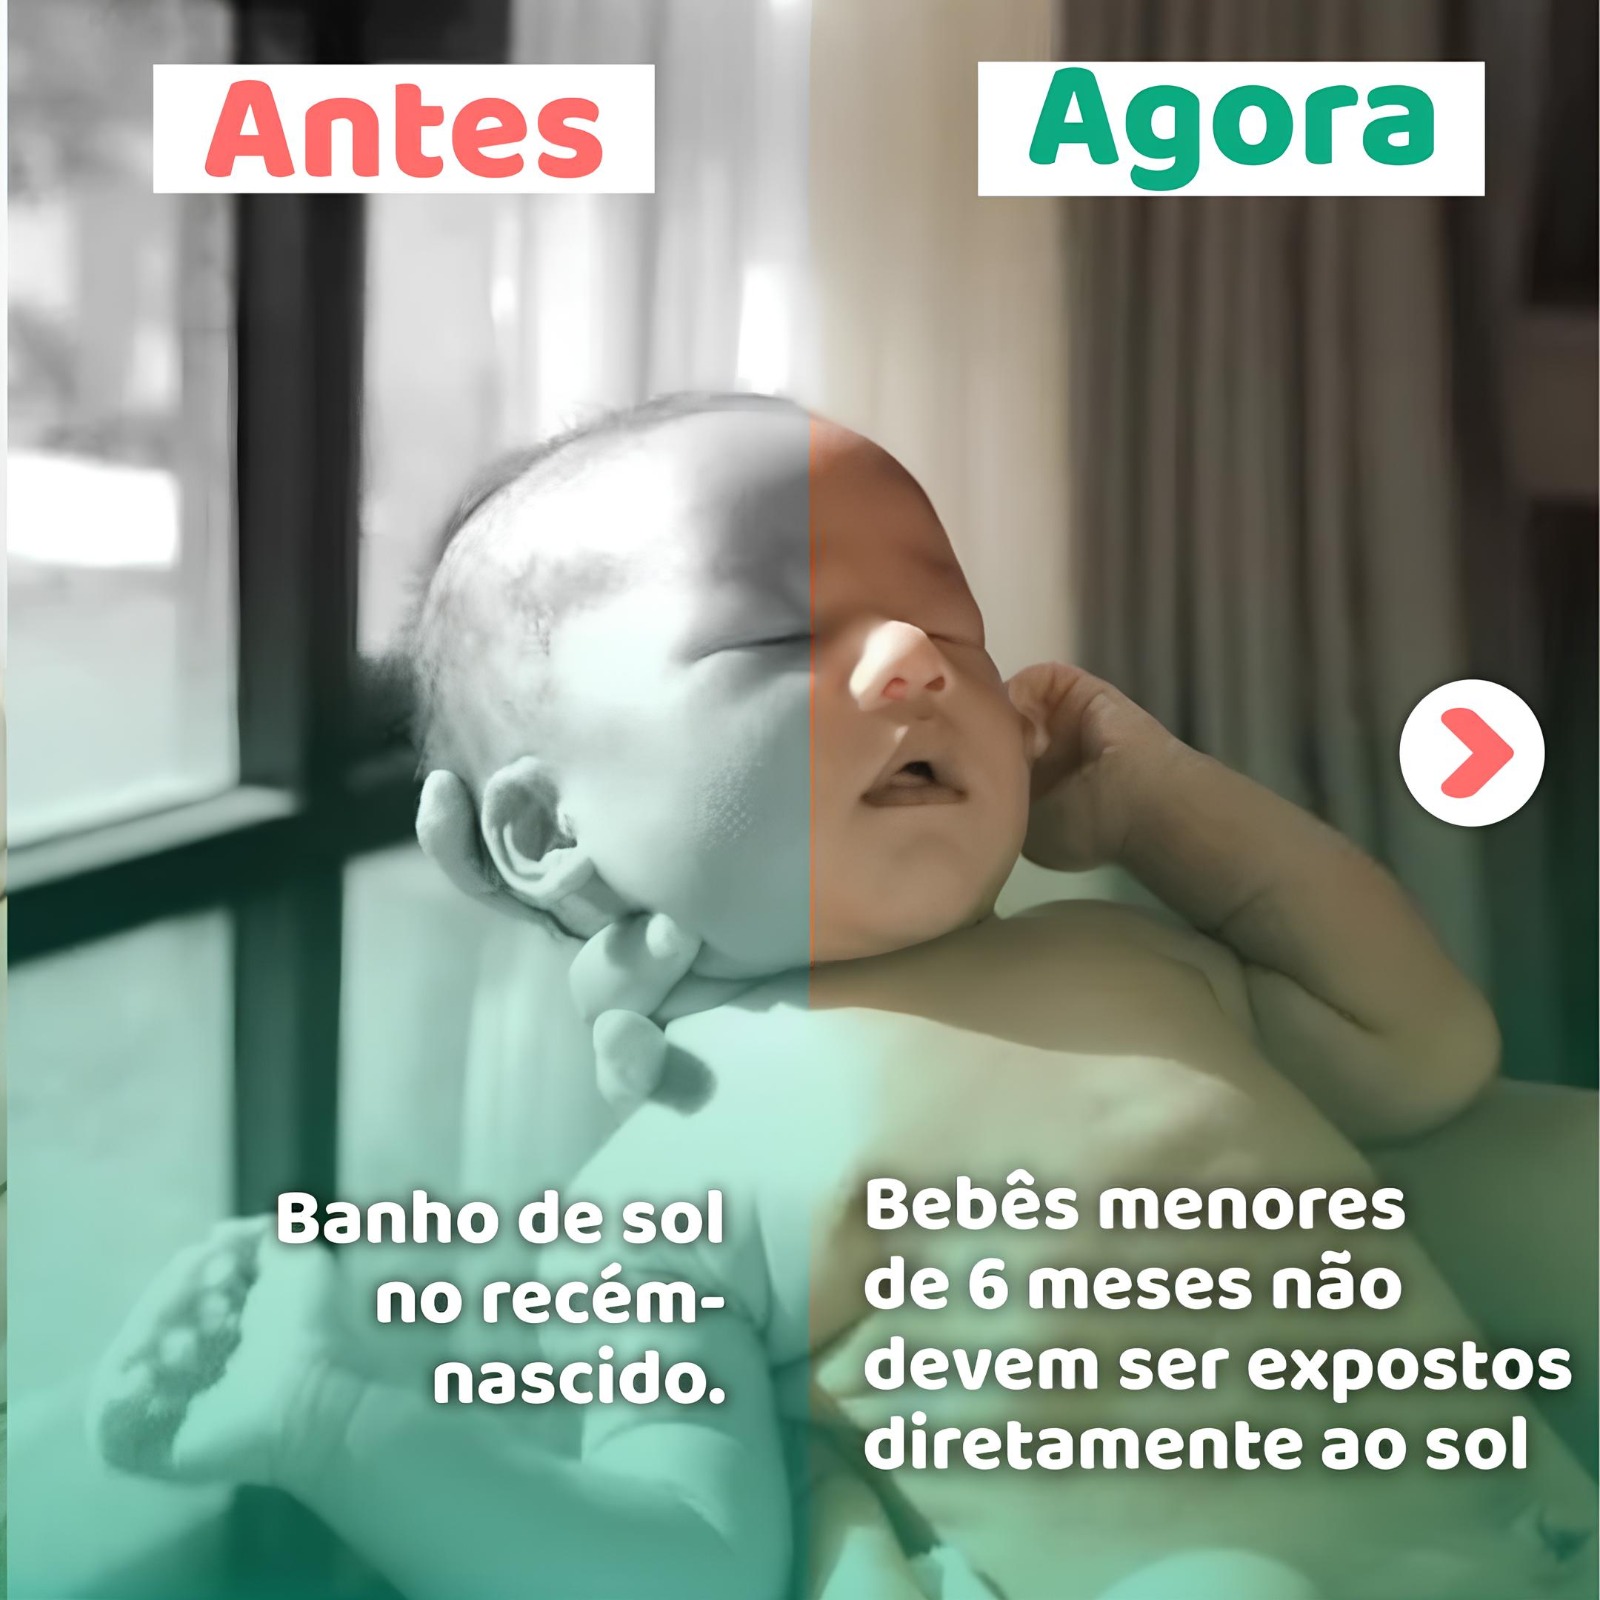 Antes
Agora
Banho de sol
no recém-
nascido.
Bebês menores
de 6 meses não
devem ser expostos
diretamente ao sol